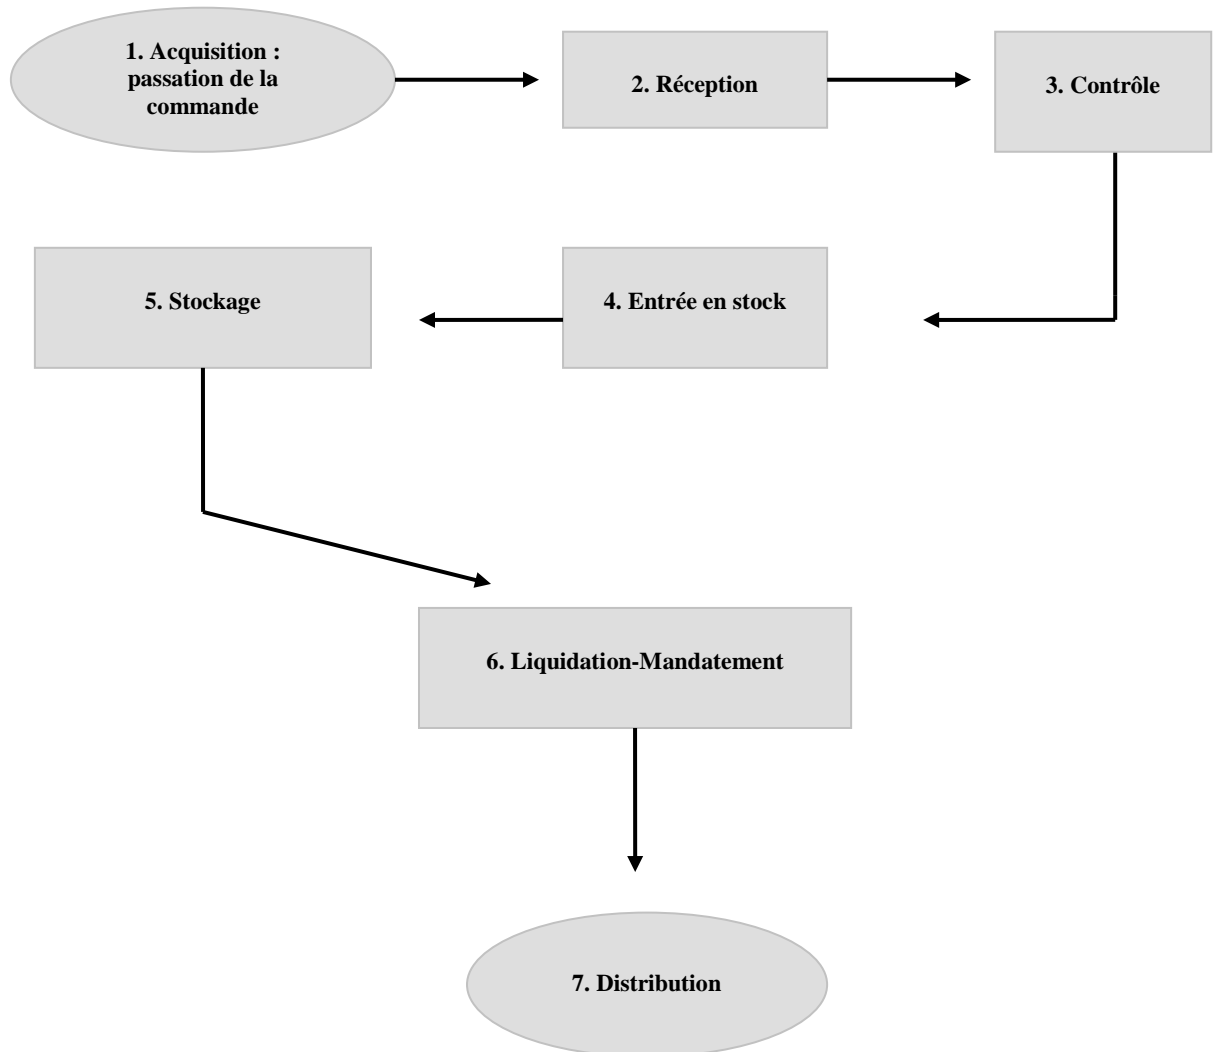 1. Acquisition :
passation de la
commande
2. Réception
3. Contrôle
5. Stockage
4. Entrée en stock
6. Liquidation-Mandatement
7. Distribution